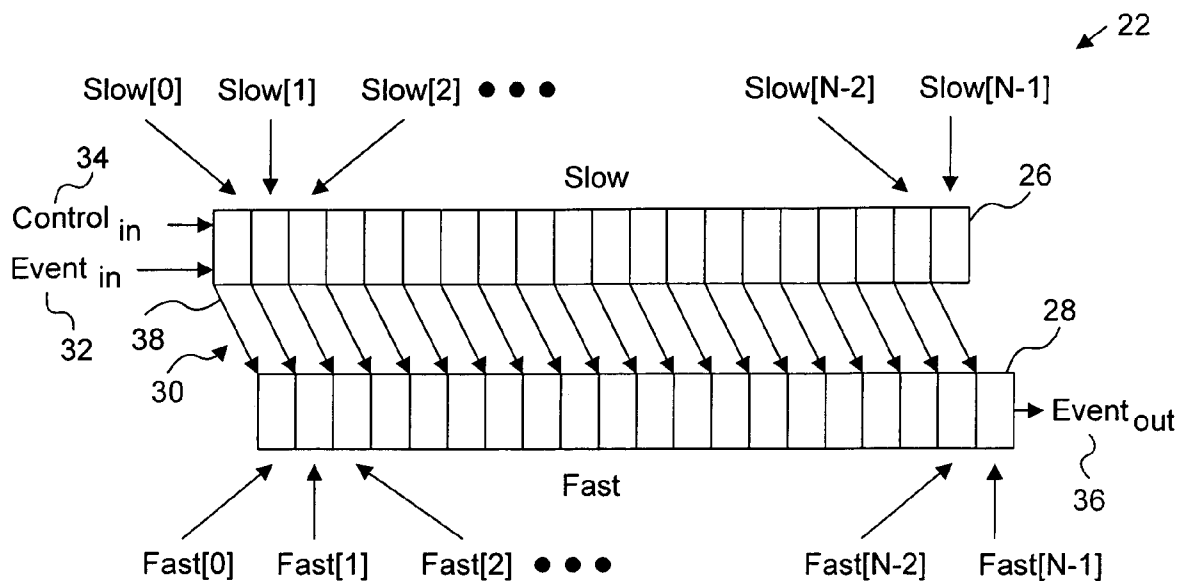 22
Slow[0] Slow[1] Slow[2] ● ● ● Slow[N-2] Slow[N-1]
34
Slow
26
Control in
Event in
32
38
30
28
Event out
36
Fast
Fast[0] Fast[1] Fast[2] ● ● ● Fast[N-2] Fast[N-1]